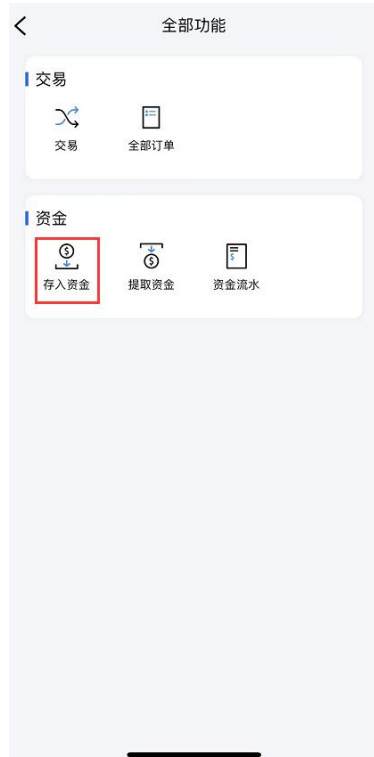 全部功能
交易
交易 全部订单
资金
存入资金 提取资金 资金流水